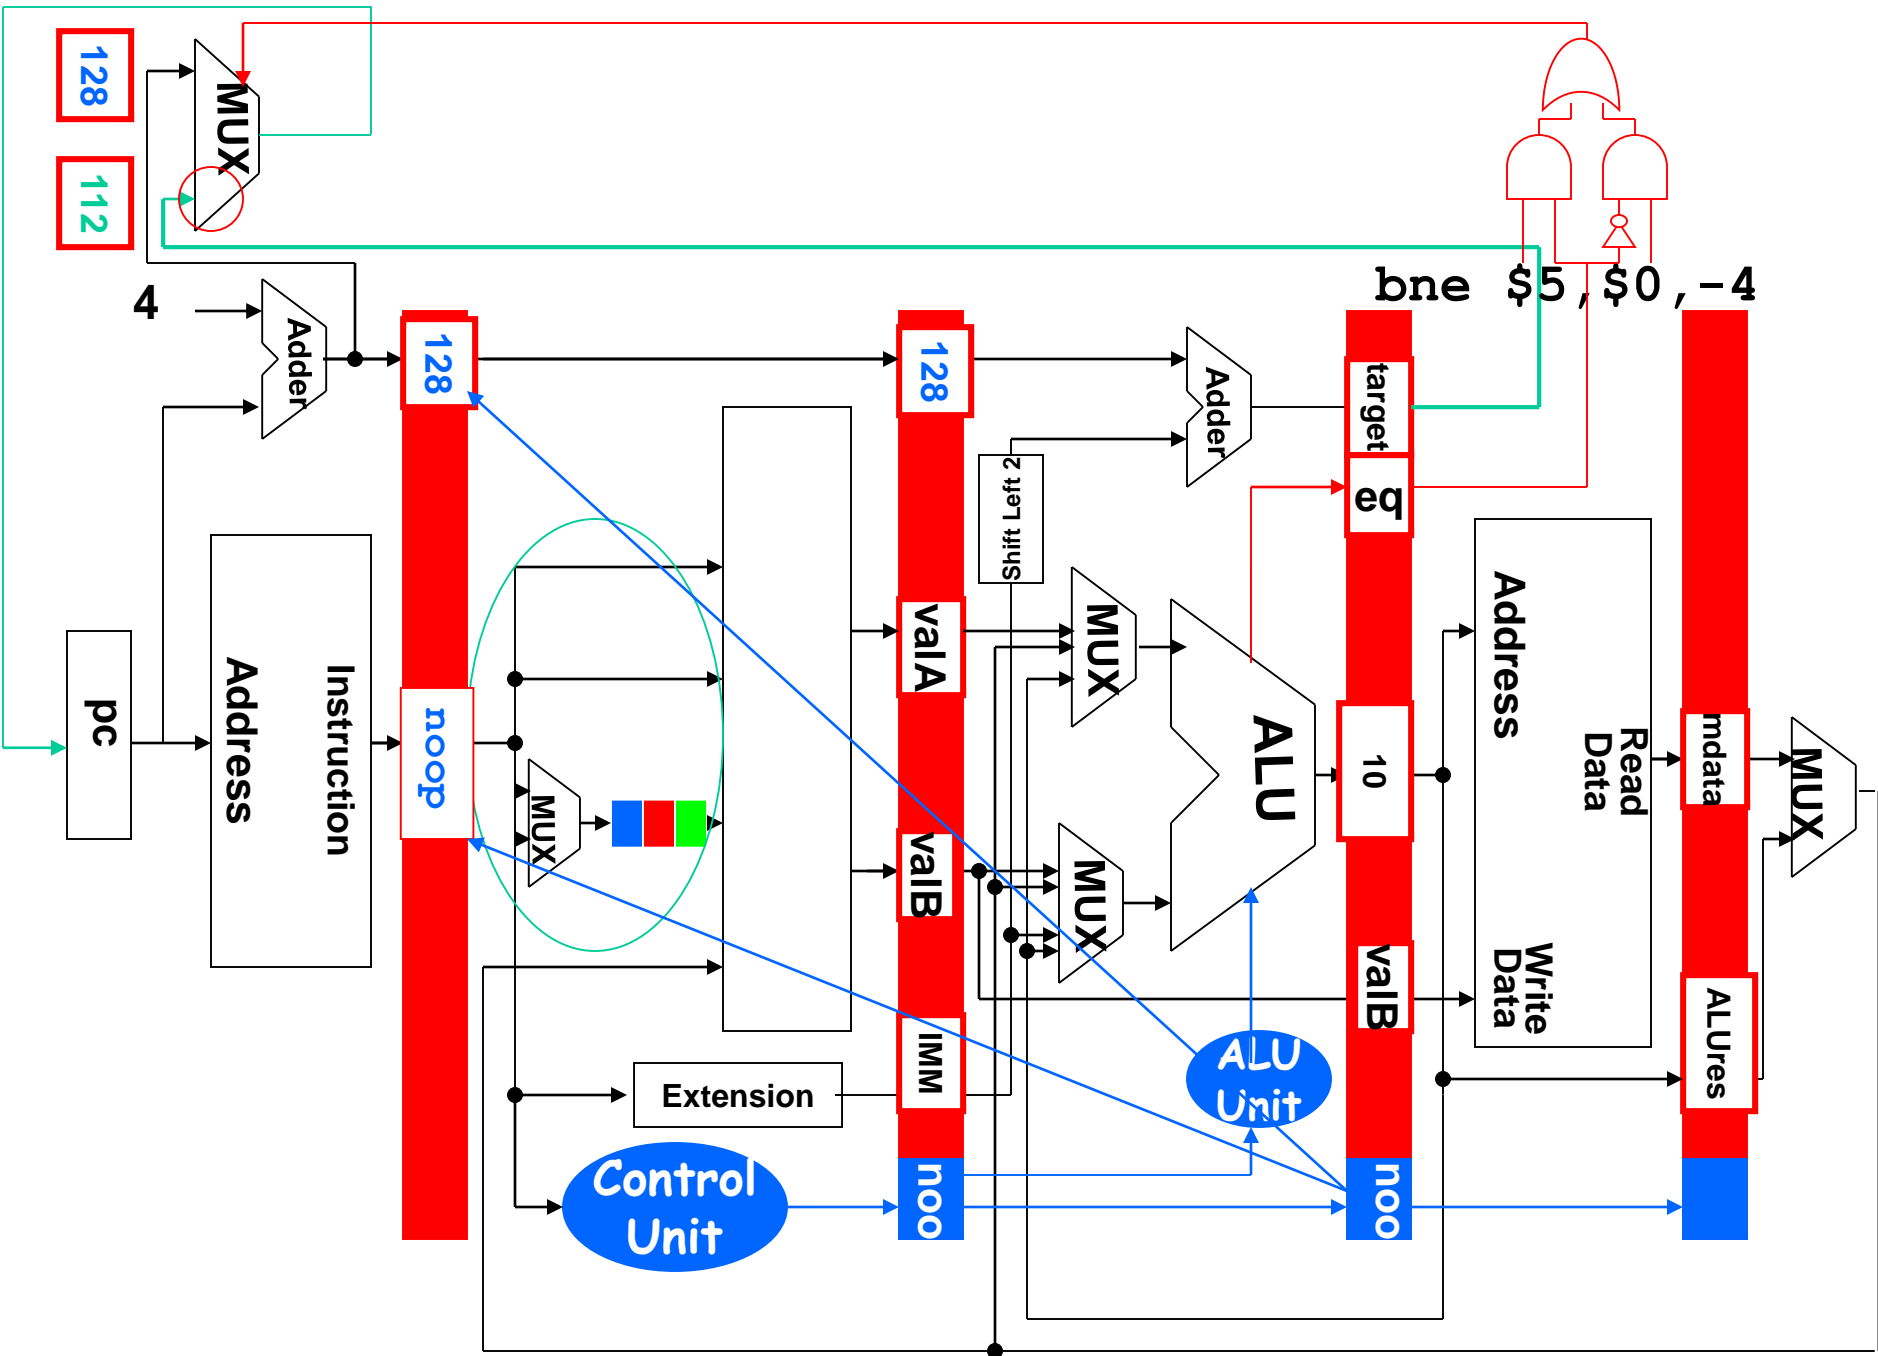 128
MUX
112
bne $5,$0,-4
4
Adder
128
128
Adder
target
Shift Left 2
eq
valA
MUX
Address
pc
Address
Instruction
noop
MUX
ALU
10
Read
Data
mdata
MUX
valB
MUX
valB
Write
Data
IMM
ALU
Unit
ALUres
Extension
Control
Unit
noo
noo